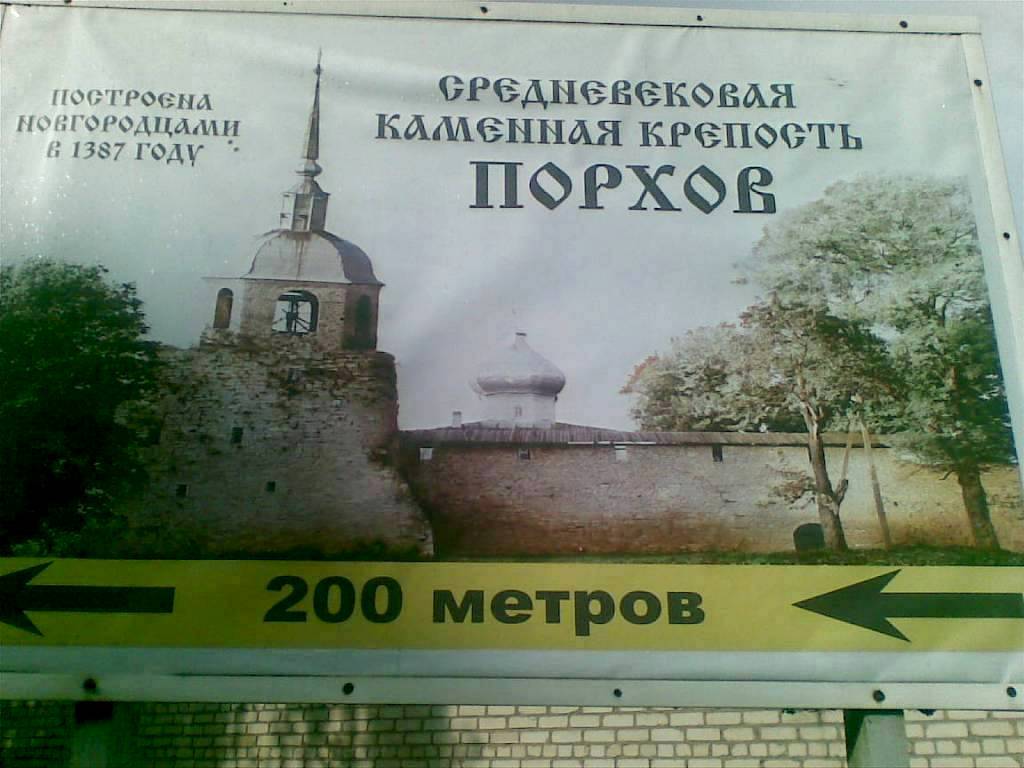 ПОСТРОЕНА
НОВГОРОДЦАМИ
В 1387 ГОДУ
СРЕДНЕВЕКОВАЯ
КАМЕННАЯ КРЕПОСТЬ
ПОРХОВ
200 метров